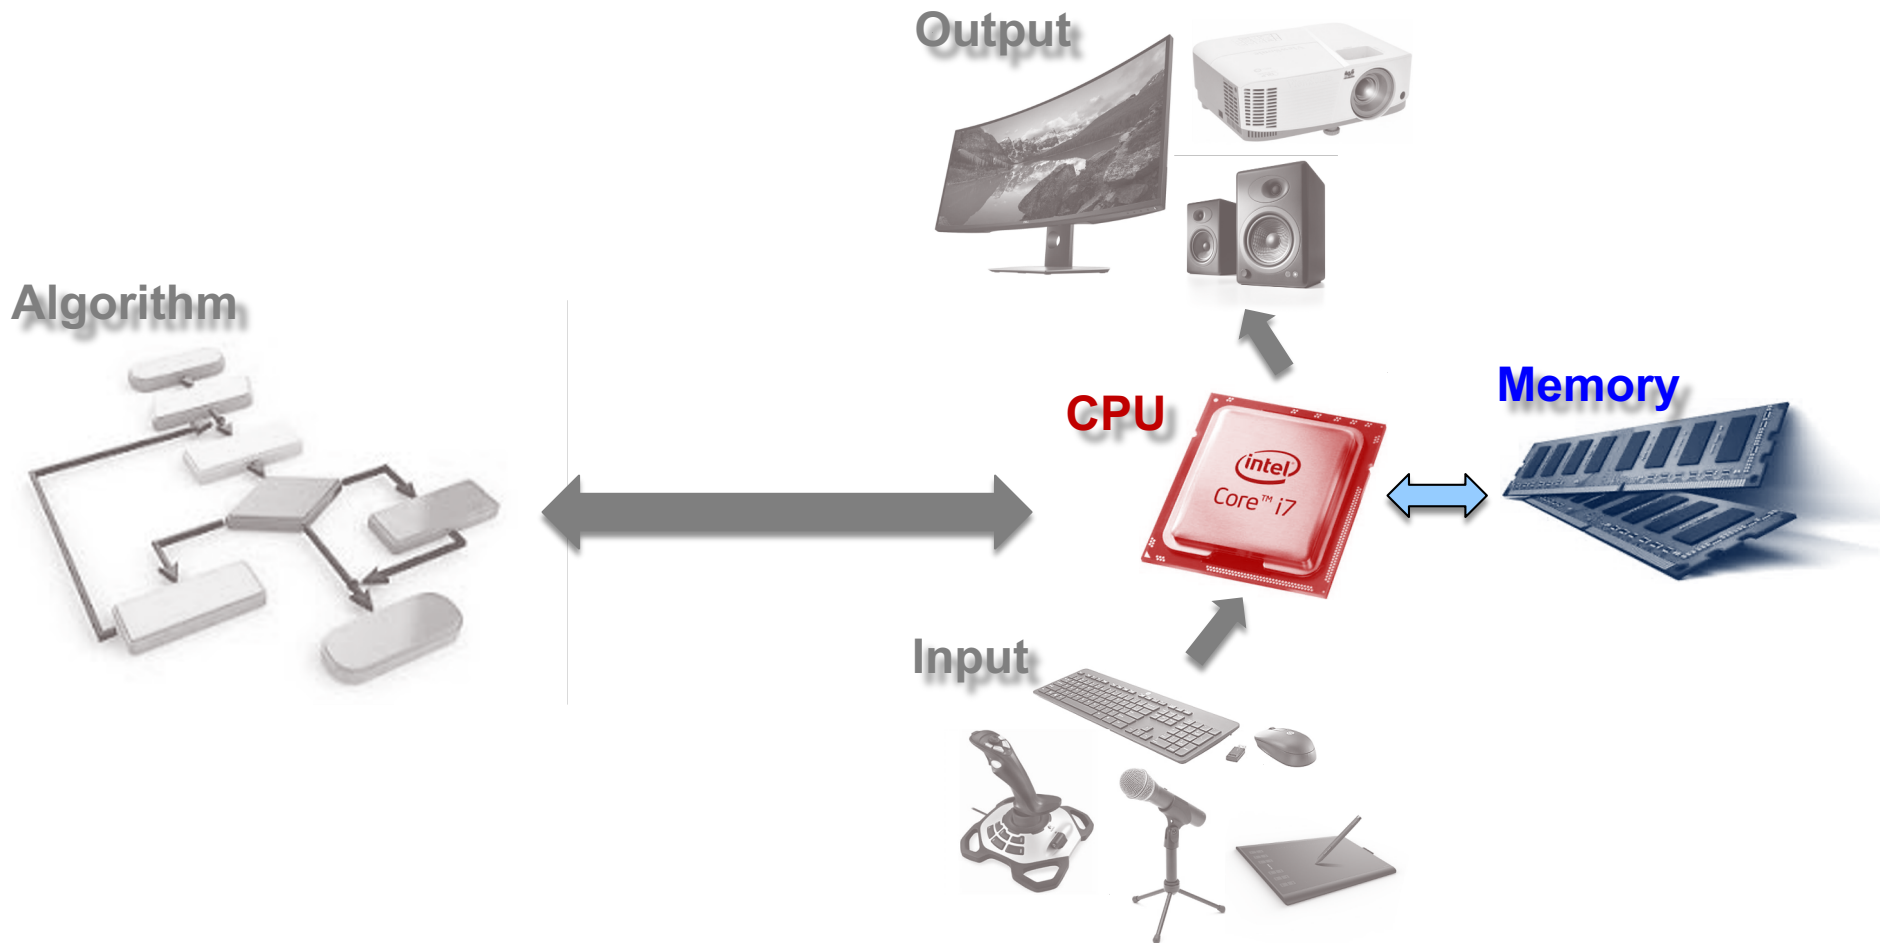 Output
Algorithm
CPU
Memory
intel
Core™ i7
Input